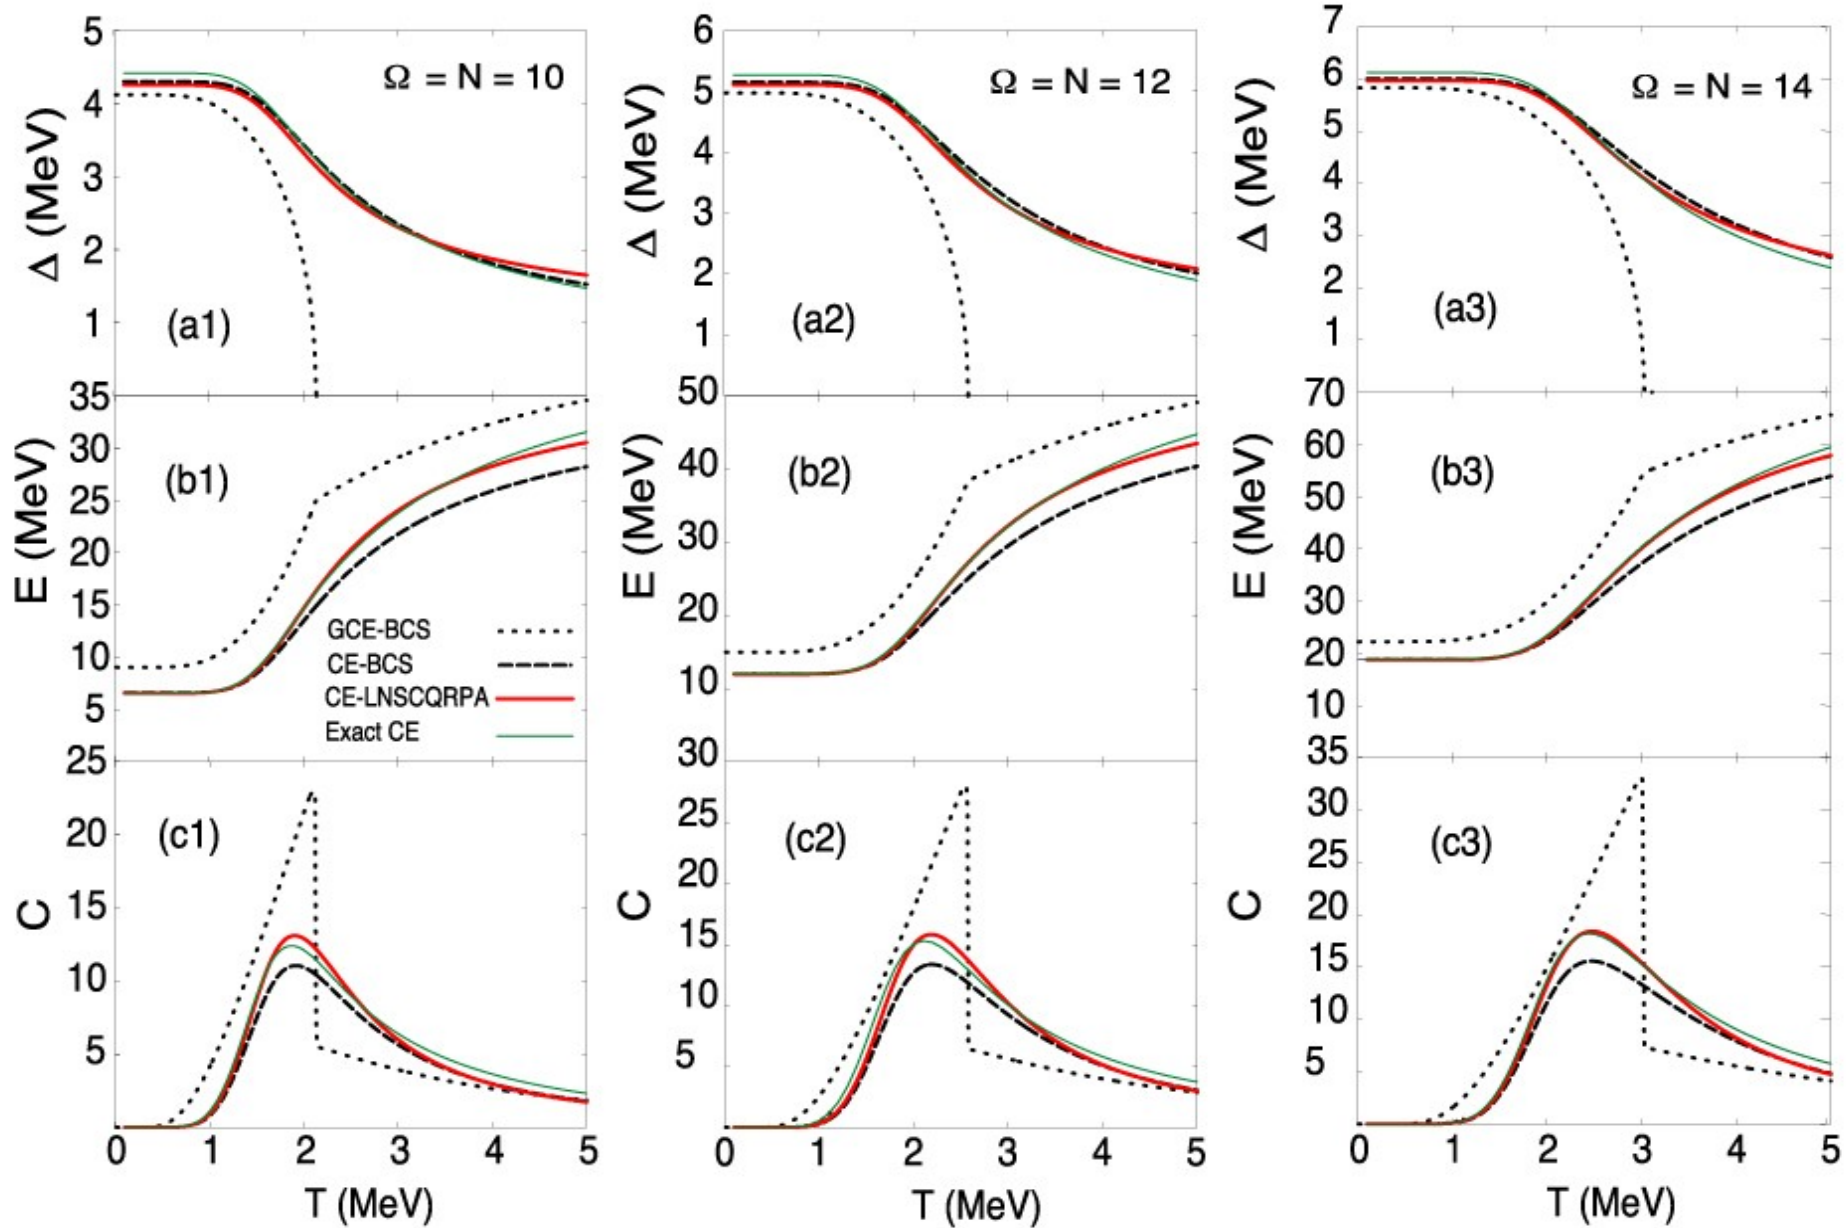 5
4
3
2
1
Δ (MeV)
Ω = N = 10
(a1)
6
5
4
3
2
1
Δ (MeV)
Ω = N = 12
(a2)
7
6
5
4
3
2
1
Δ (MeV)
Ω = N = 14
(a3)
35
30
25
20
15
10
5
E (MeV)
(b1)
GCE-BCS
CE-BCS
CE-LNSCQRPA
Exact CE
50
40
30
20
10
E (MeV)
(b2)
70
60
50
40
30
20
10
E (MeV)
(b3)
25
20
15
10
5
C
(c1)
0 1 2 3 4 5
T (MeV)
30
25
20
15
10
5
C
(c2)
0 1 2 3 4 5
T (MeV)
35
30
25
20
15
10
5
C
(c3)
0 1 2 3 4 5
T (MeV)